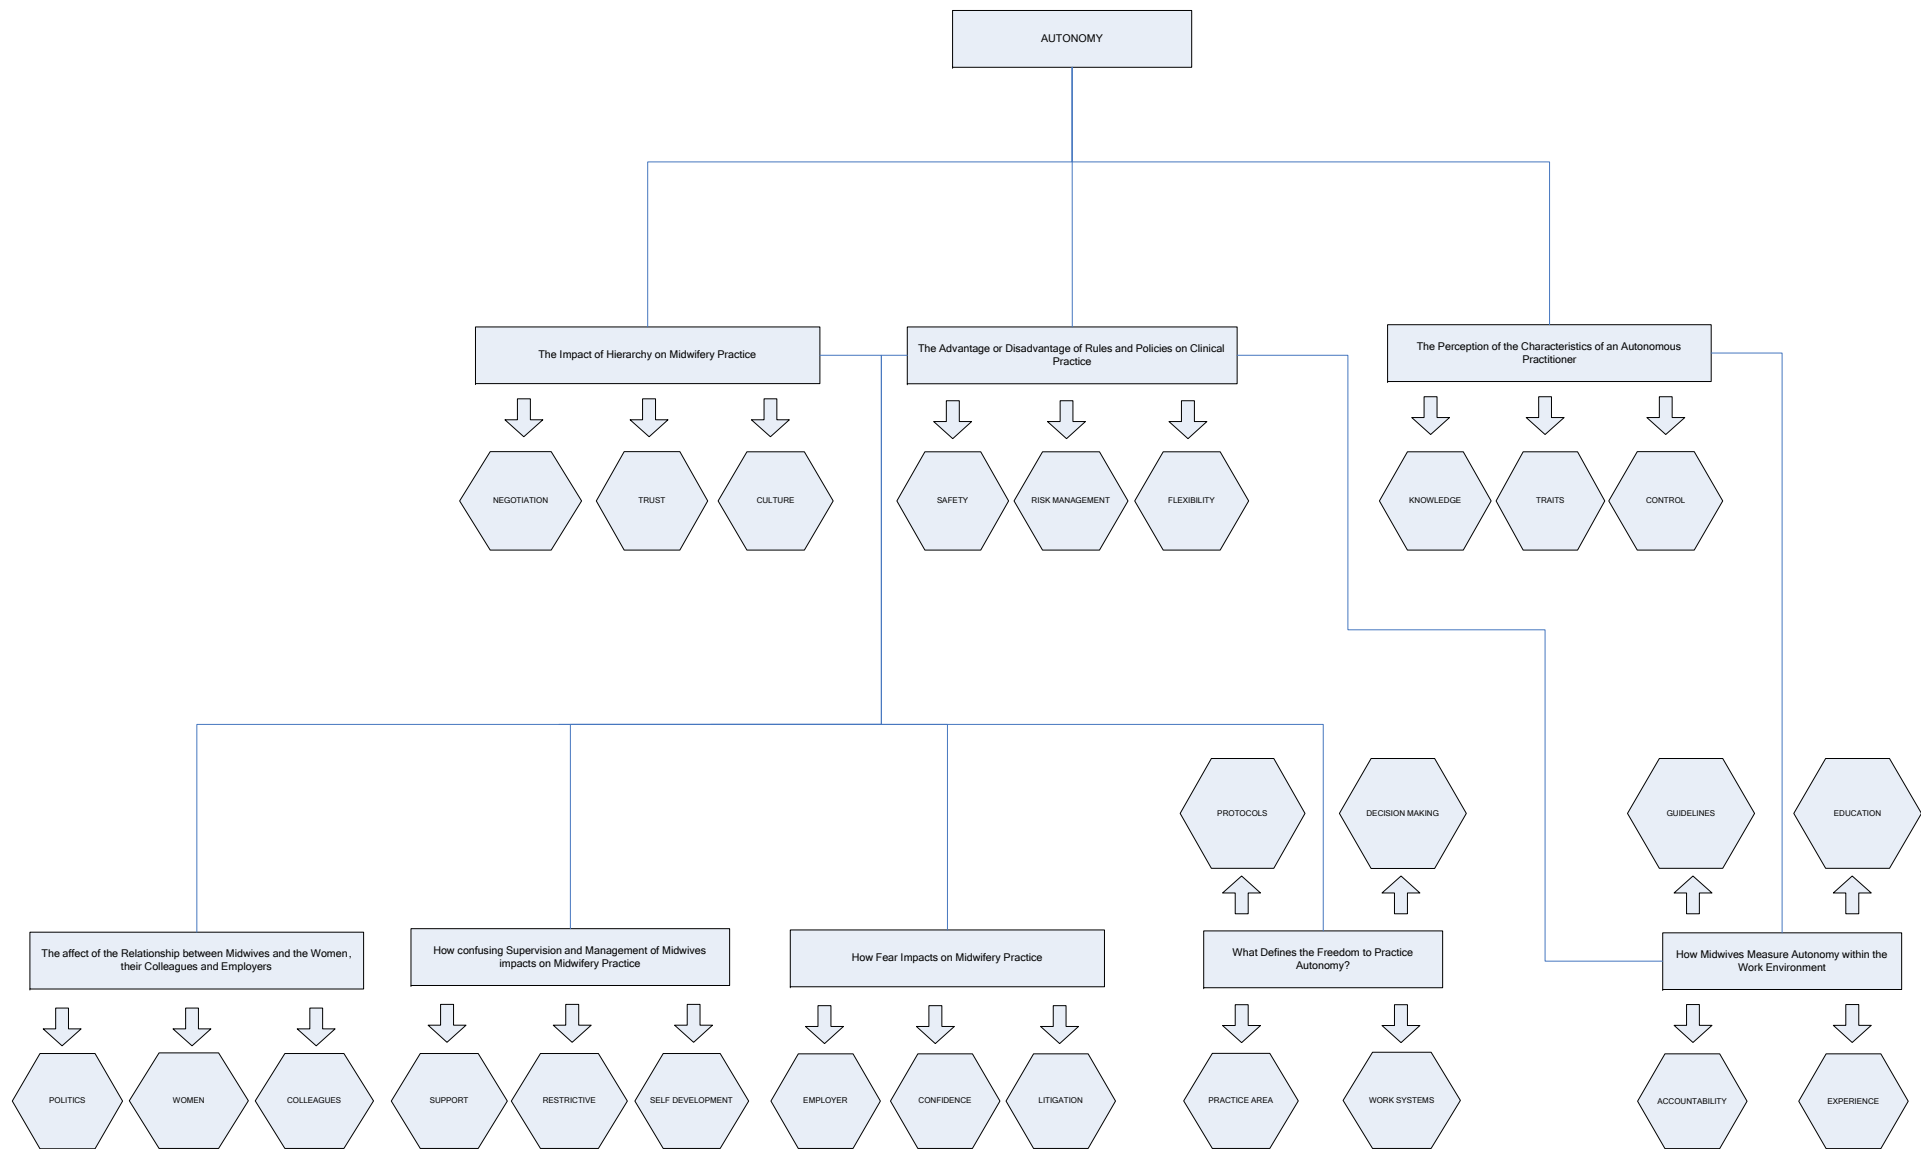 AUTONOMY
The Impact of Hierarchy on Midwifery Practice
The Advantage or Disadvantage of Rules and Policies on Clinical
Practice
The Perception of the Characteristics of an Autonomous
Practitioner
NEGOTIATION
TRUST
CULTURE
SAFETY
RISK MANAGEMENT
FLEXIBILITY
KNOWLEDGE
TRAITS
CONTROL
PROTOCOLS
DECISION MAKING
GUIDELINES
EDUCATION
The affect of the Relationship between Midwives and the Women,
their Colleagues and Employers
How confusing Supervision and Management of Midwives
impacts on Midwifery Practice
How Fear Impacts on Midwifery Practice
What Defines the Freedom to Practice
Autonomy?
How Midwives Measure Autonomy within the
Work Environment
POLITICS
WOMEN
COLLEAGUES
SUPPORT
RESTRICTIVE
SELF DEVELOPMENT
EMPLOYER
CONFIDENCE
LITIGATION
PRACTICE AREA
WORK SYSTEMS
ACCOUNTABILITY
EXPERIENCE